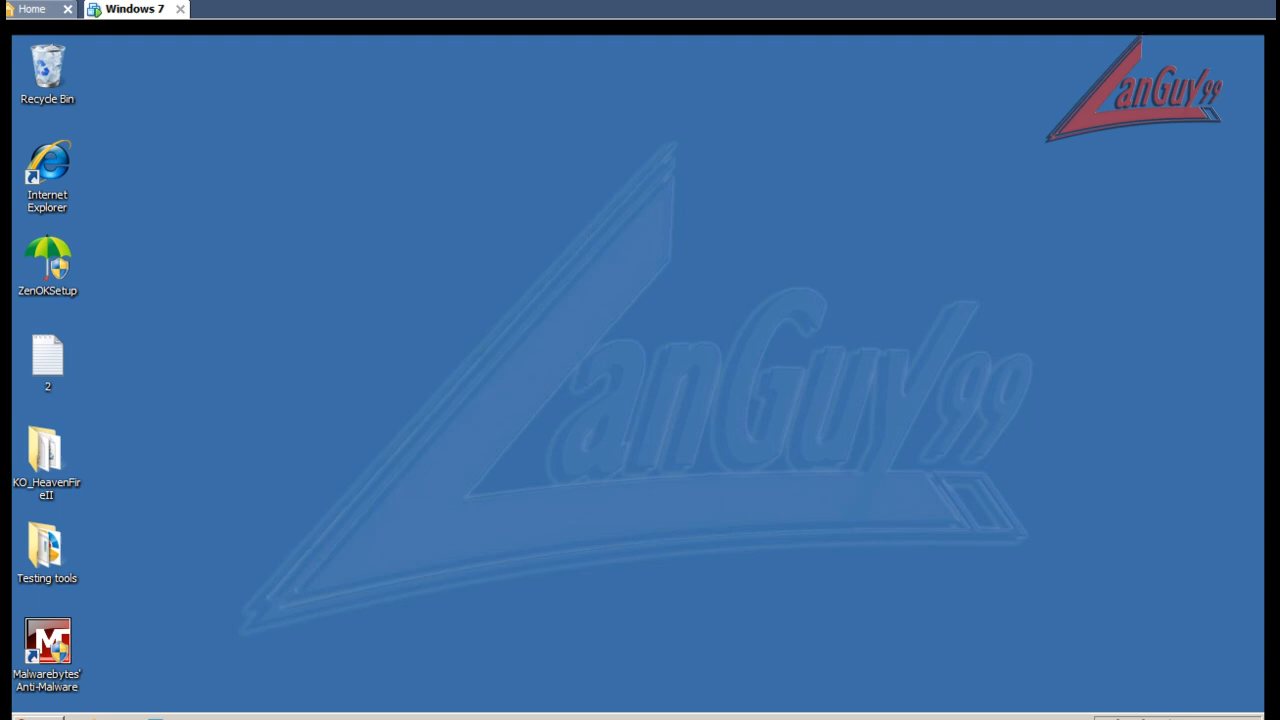 Home
Windows 7
LanGuy99
Recycle Bin
Internet
Explorer
ZenOKSetup
2
KO_HeavenFir
eII
Testing tools
Malwarebytes'
Anti-Malware
LanGuy99